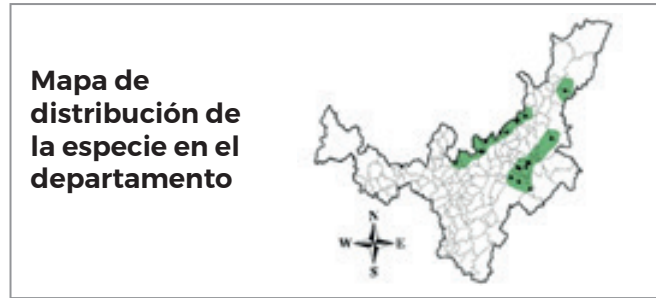 Mapa de
distribución de
la especie en el
departamento
N
W E
S